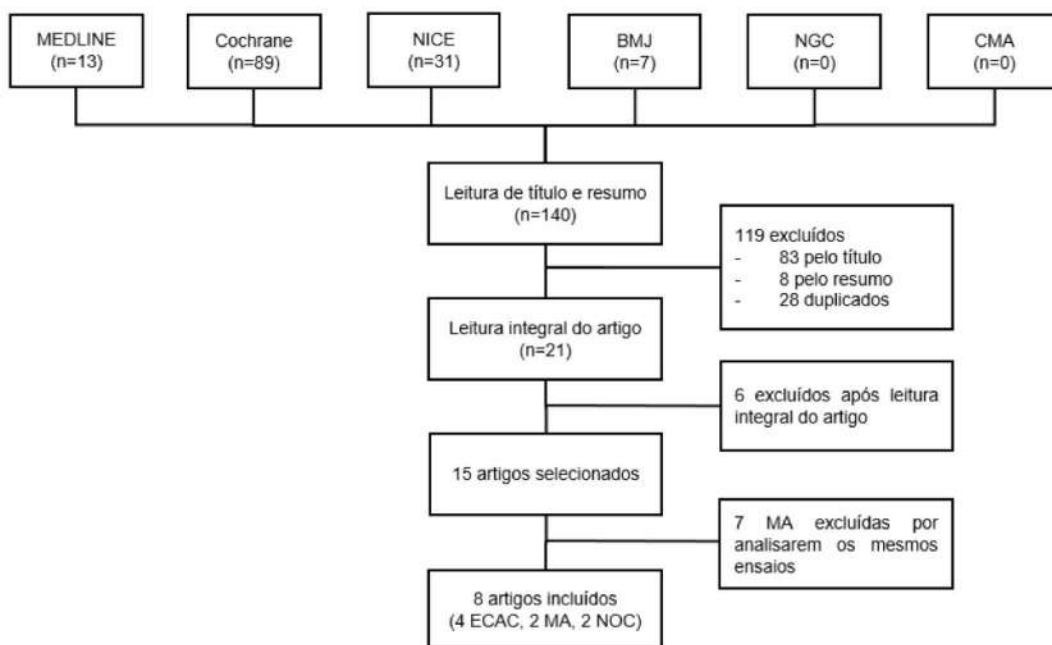 MEDLINE
(n=13)
Cochrane
(n=89)
NICE
(n=31)
BMJ
(n=7)
NGC
(n=0)
CMA
(n=0)
Leitura de título e resumo
(n=140)
119 excluídos
- 83 pelo título
- 8 pelo resumo
- 28 duplicados
Leitura integral do artigo
(n=21)
6 excluídos após leitura
integral do artigo
15 artigos selecionados
7 MA excluídas por
analisarem os mesmos
ensaios
8 artigos incluídos
(4 ECAC, 2 MA, 2 NOC)